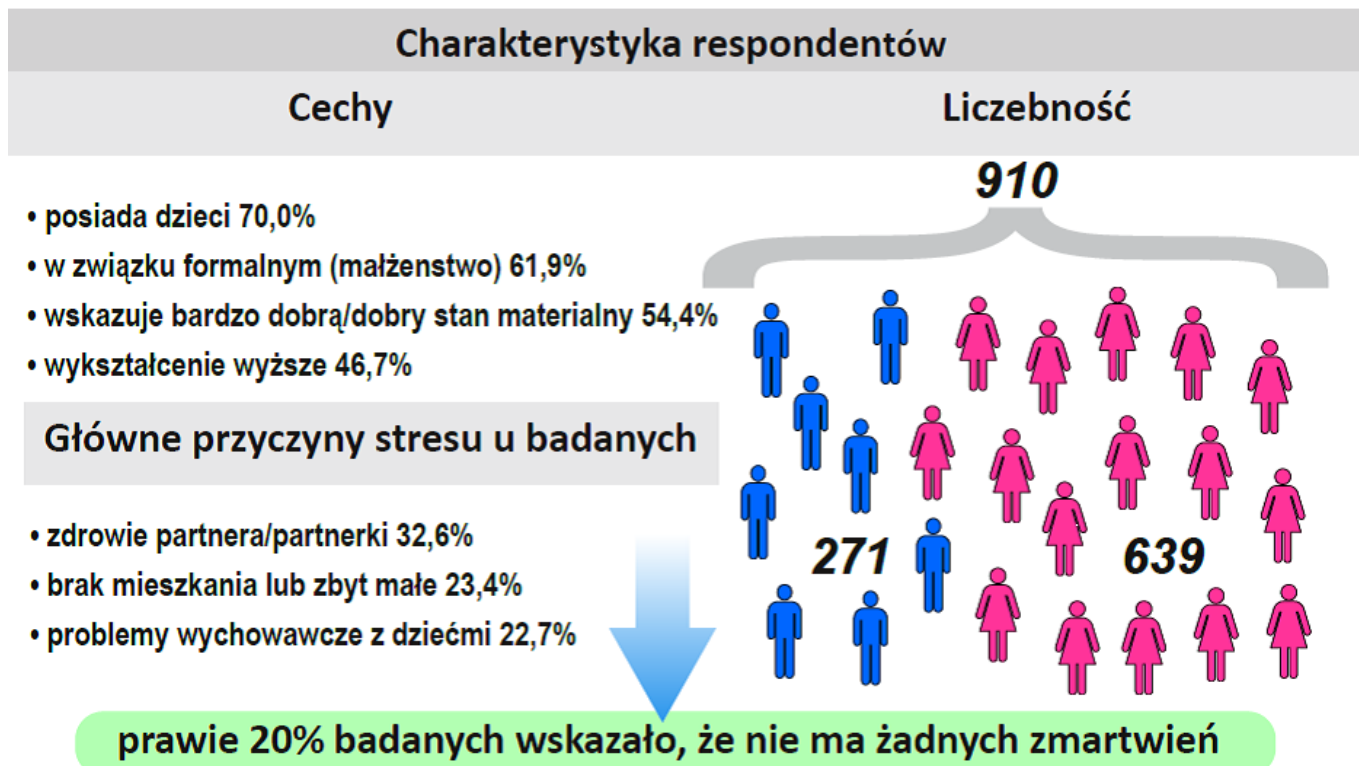 Charakterystyka respondentów
Cechy
Liczebność
• posiada dzieci 70,0%
• w związku formalnym (małżenstwo) 61,9%
• wskazuje bardzo dobrą/dobry stan materialny 54,4%
• wykształcenie wyższe 46,7%
910
Główne przyczyny stresu u badanych
• zdrowie partnera/partnerki 32,6%
• brak mieszkania lub zbyt małe 23,4%
• problemy wychowawcze z dziećmi 22,7%
271
639
prawie 20% badanych wskazało, że nie ma żadnych zmartwień